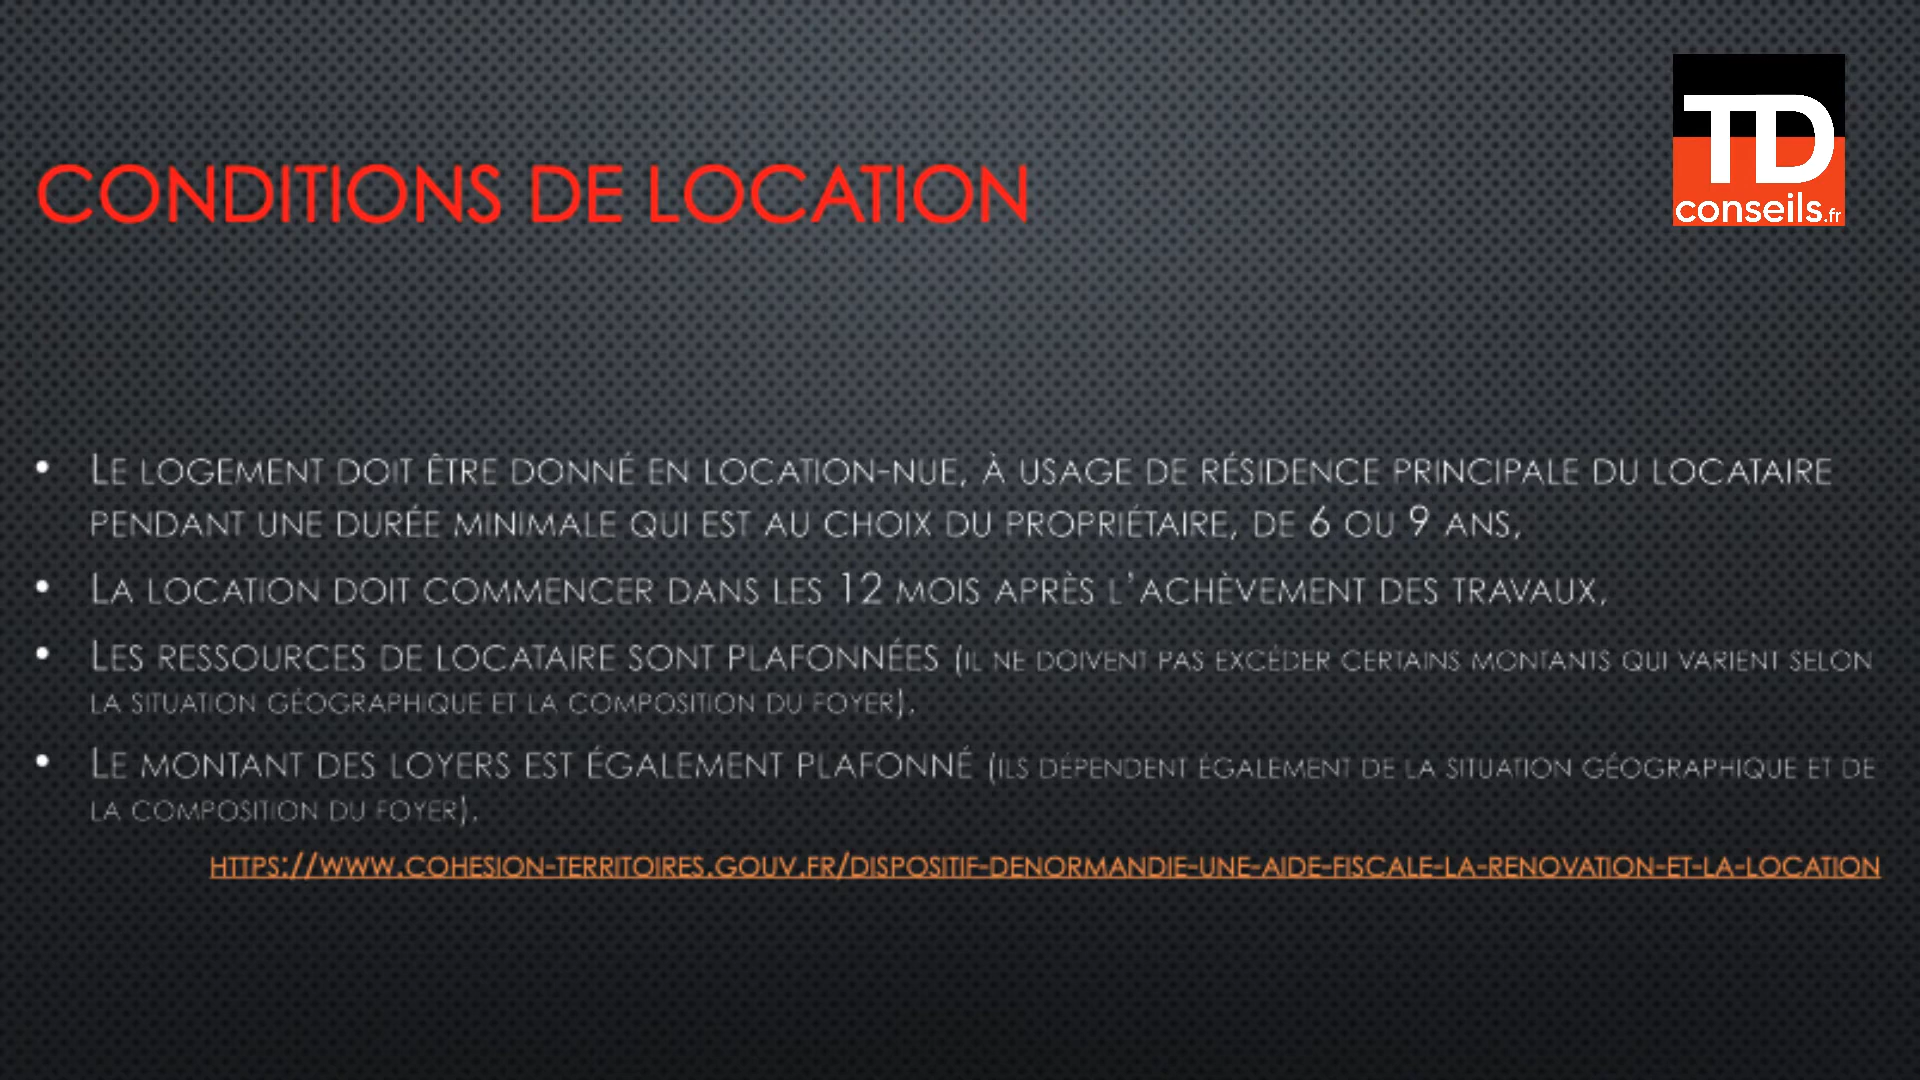 TD
conseils.fr
CONDITIONS DE LOCATION
• LE LOGEMENT DOIT ÊTRE DONNÉ EN LOCATION-NUE, À USAGE DE RÉSIDENCE PRINCIPALE DU LOCATAIRE
PENDANT UNE DURÉE MINIMALE QUI EST AU CHOIX DU PROPRIÉTAIRE, DE 6 OU 9 ANS,
• LA LOCATION DOIT COMMENCER DANS LES 12 MOIS APRÈS L'ACHÈVEMENT DES TRAVAUX,
• LES RESSOURCES DE LOCATAIRE SONT PLAFONNÉES (IL NE DOIVENT PAS EXCÉDER CERTAINS MONTANTS QUI VARIENT SELON
LA SITUATION GÉOGRAPHIQUE ET LA COMPOSITION DU FOYER).
• LE MONTANT DES LOYERS EST ÉGALEMENT PLAFONNÉ (ILS DÉPENDENT ÉGALEMENT DE LA SITUATION GÉOGRAPHIQUE ET DE
LA COMPOSITION DU FOYER).
HTTPS://WWW.COHESION-TERRITOIRES.GOUV.FR/DISPOSITIF-DENORMANDIE-UNE-AIDE-FISCALE-LA-RENOVATION-ET-LA-LOCATION